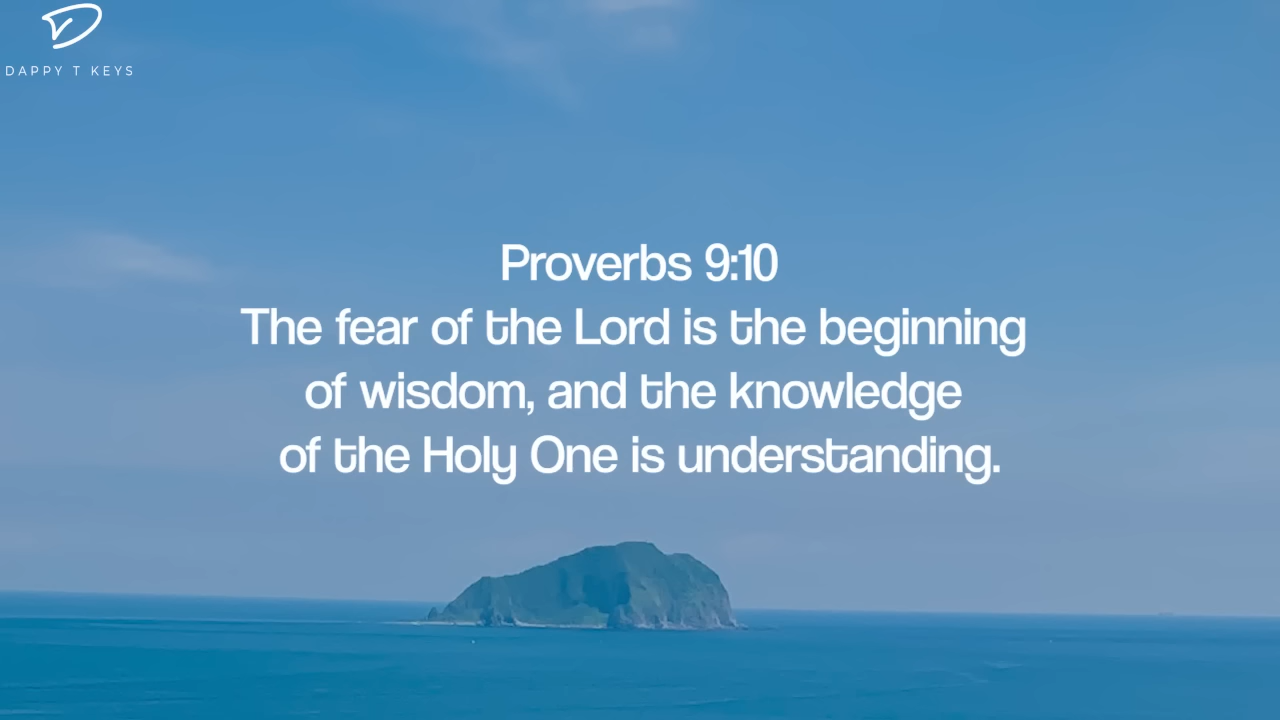 DAPPY T KEYS
Proverbs 9:10
The fear of the Lord is the beginning
of wisdom, and the knowledge
of the Holy One is understanding.